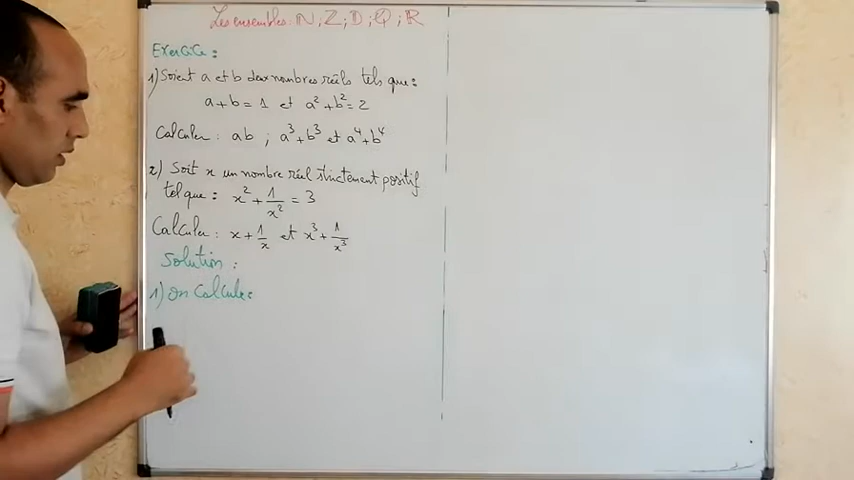 Les ensembles : ℕ ; ℤ ; 𝔻 ; ℚ ; ℝ
Exercice :
1) Soient a et b deux nombres réels tels que :
a + b = 1 et a² + b² = 2
Calculer : ab ; a³ + b³ et a⁴ + b⁴
2) Soit x un nombre réel strictement positif
tel que : x² + 1/x² = 3
Calculer : x + 1/x et x³ + 1/x³
Solution :
1) on calcule :